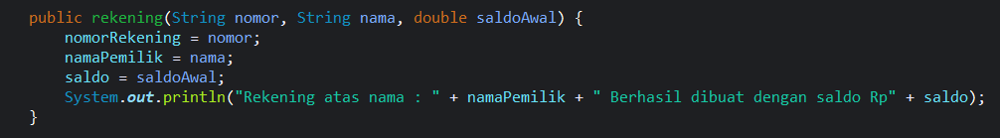 public rekening(String nomor, String nama, double saldoAwal) {
nomorRekening = nomor;
namaPemilik = nama;
saldo = saldoAwal;
System.out.println("Rekening atas nama : " + namaPemilik + " Berhasil dibuat dengan saldo Rp" + saldo);
}